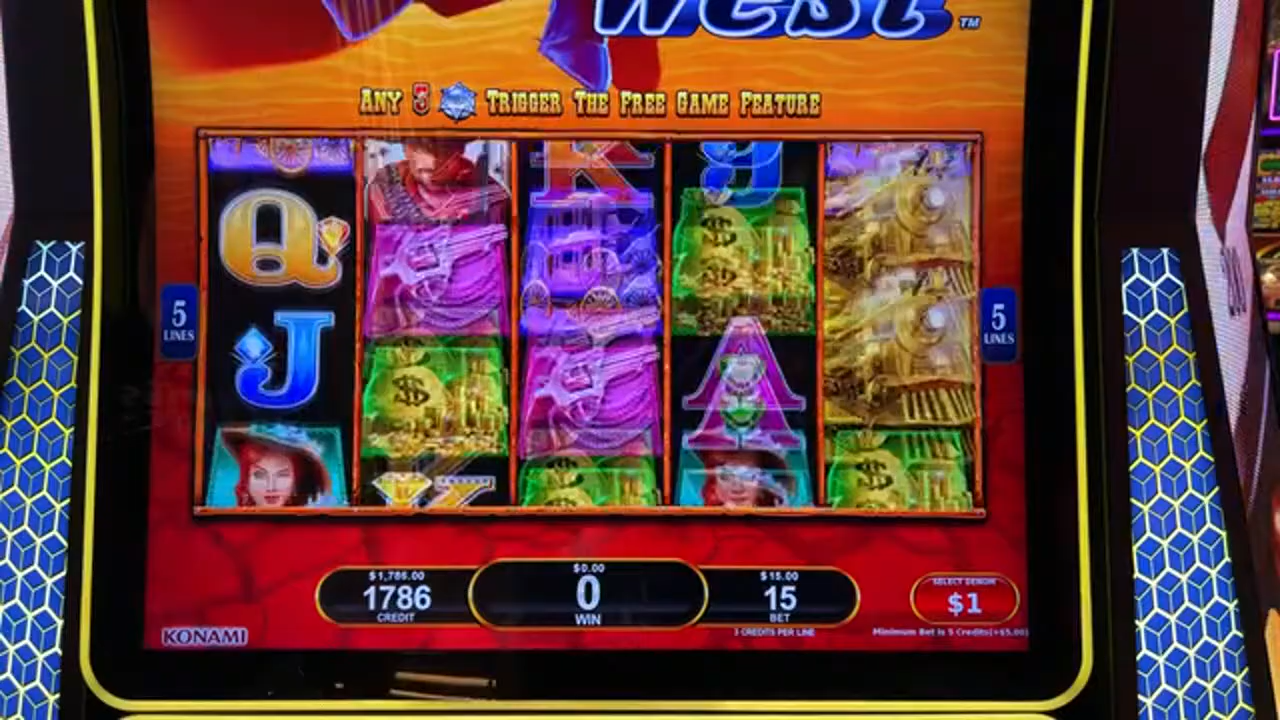 WEST™
ANY 3 TRIGGER THE FREE GAME FEATURE
K
9
Q
J
A
5
LINES
5
LINES
$1,786.00
1786
CREDIT
$0.00
0
WIN
$15.00
15
BET
3 CREDITS PER LINE
SELECT DENOM
$1
Minimum Bet is 5 Credits(=$5.00)
KONAMI